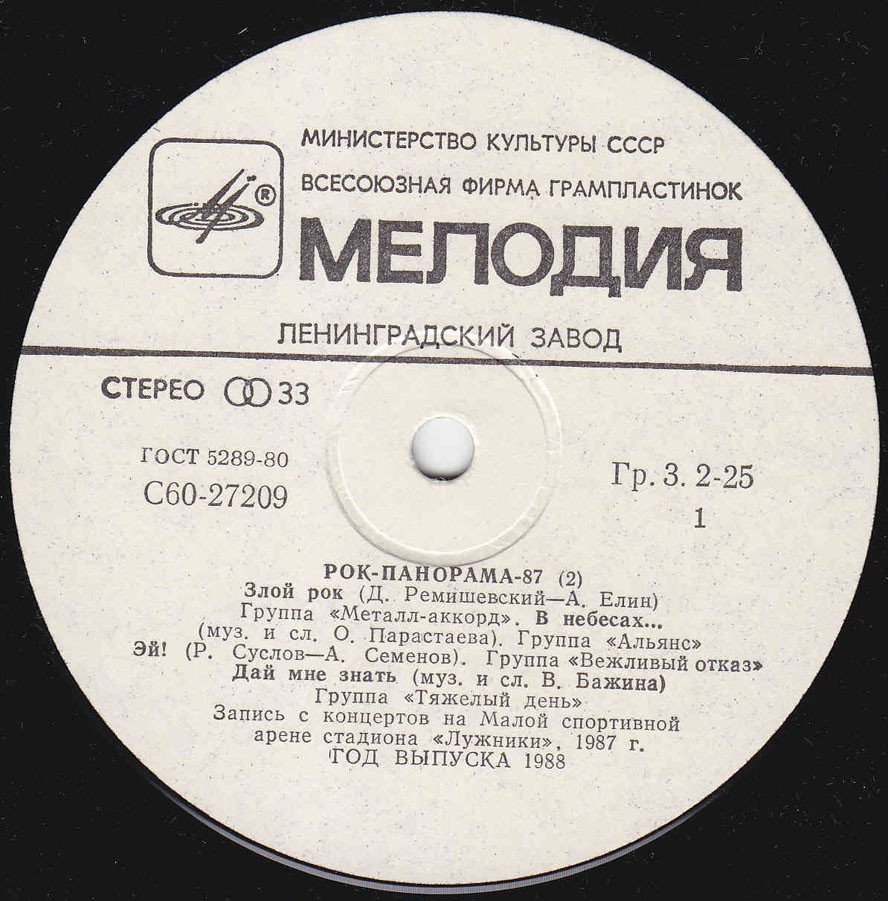 МИНИСТЕРСТВО КУЛЬТУРЫ СССР
ВСЕСОЮЗНАЯ ФИРМА ГРАМПЛАСТИНОК
®
МЕЛОДИЯ
ЛЕНИНГРАДСКИЙ ЗАВОД
СТЕРЕО 33
ГОСТ 5289-80
С60-27209
Гр. 3. 2-25
1
РОК-ПАНОРАМА-87 (2)
Злой рок (Д. Ремишевский—А. Елин)
Группа «Металл-аккорд». В небесах...
(муз. и сл. О. Парастаева). Группа «Альянс»
Эй! (Р. Суслов—А. Семенов). Группа «Вежливый отказ»
Дай мне знать (муз. и сл. В. Бажина)
Группа «Тяжелый день»
Запись с концертов на Малой спортивной
арене стадиона «Лужники», 1987 г.
ГОД ВЫПУСКА 1988